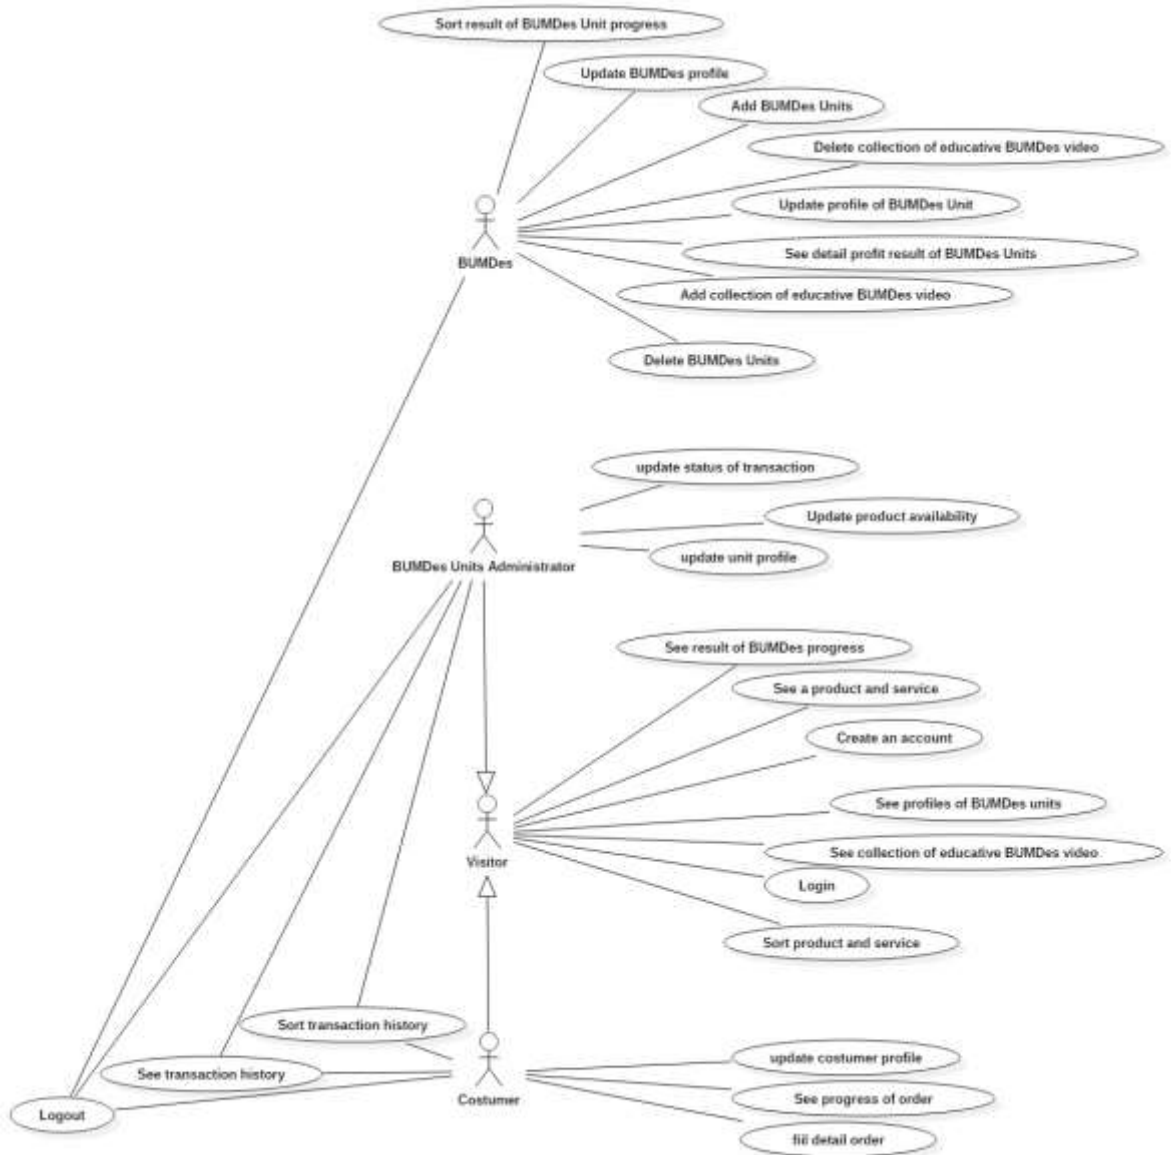 Sort result of BUMDes Unit progress
Update BUMDes profile
Add BUMDes Units
Delete collection of educative BUMDes video
Update profile of BUMDes Unit
See detail profit result of BUMDes Units
BUMDes
Add collection of educative BUMDes video
Delete BUMDes Units
update status of transaction
Update product availability
update unit profile
BUMDes Units Administrator
See result of BUMDes progress
See a product and service
Create an account
See profiles of BUMDes units
See collection of educative BUMDes video
Visitor
Login
Sort product and service
Sort transaction history
update costumer profile
See transaction history
See progress of order
Costumer
Logout
fiil detail order